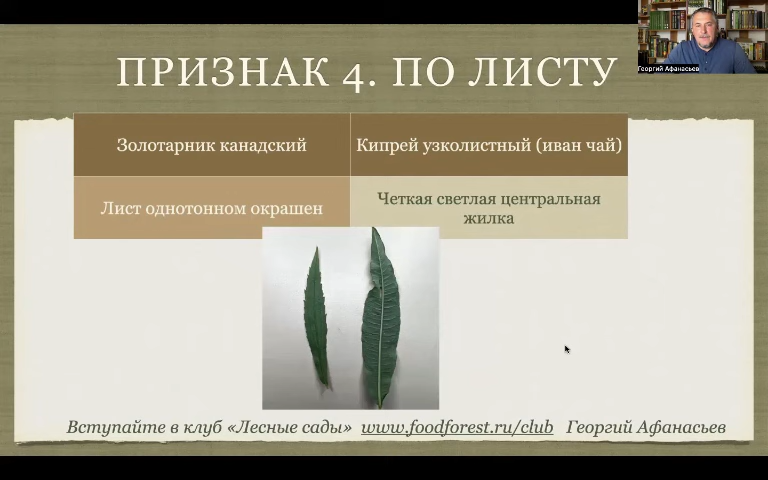 ПРИЗНАК 4. ПО ЛИСТУ
Георгий Афанасьев
Золотарник канадский
Кипрей узколистный (иван чай)
Лист однотонном окрашен
Четкая светлая центральная
жилка
Вступайте в клуб «Лесные сады» www.foodforest.ru/club Георгий Афанасьев